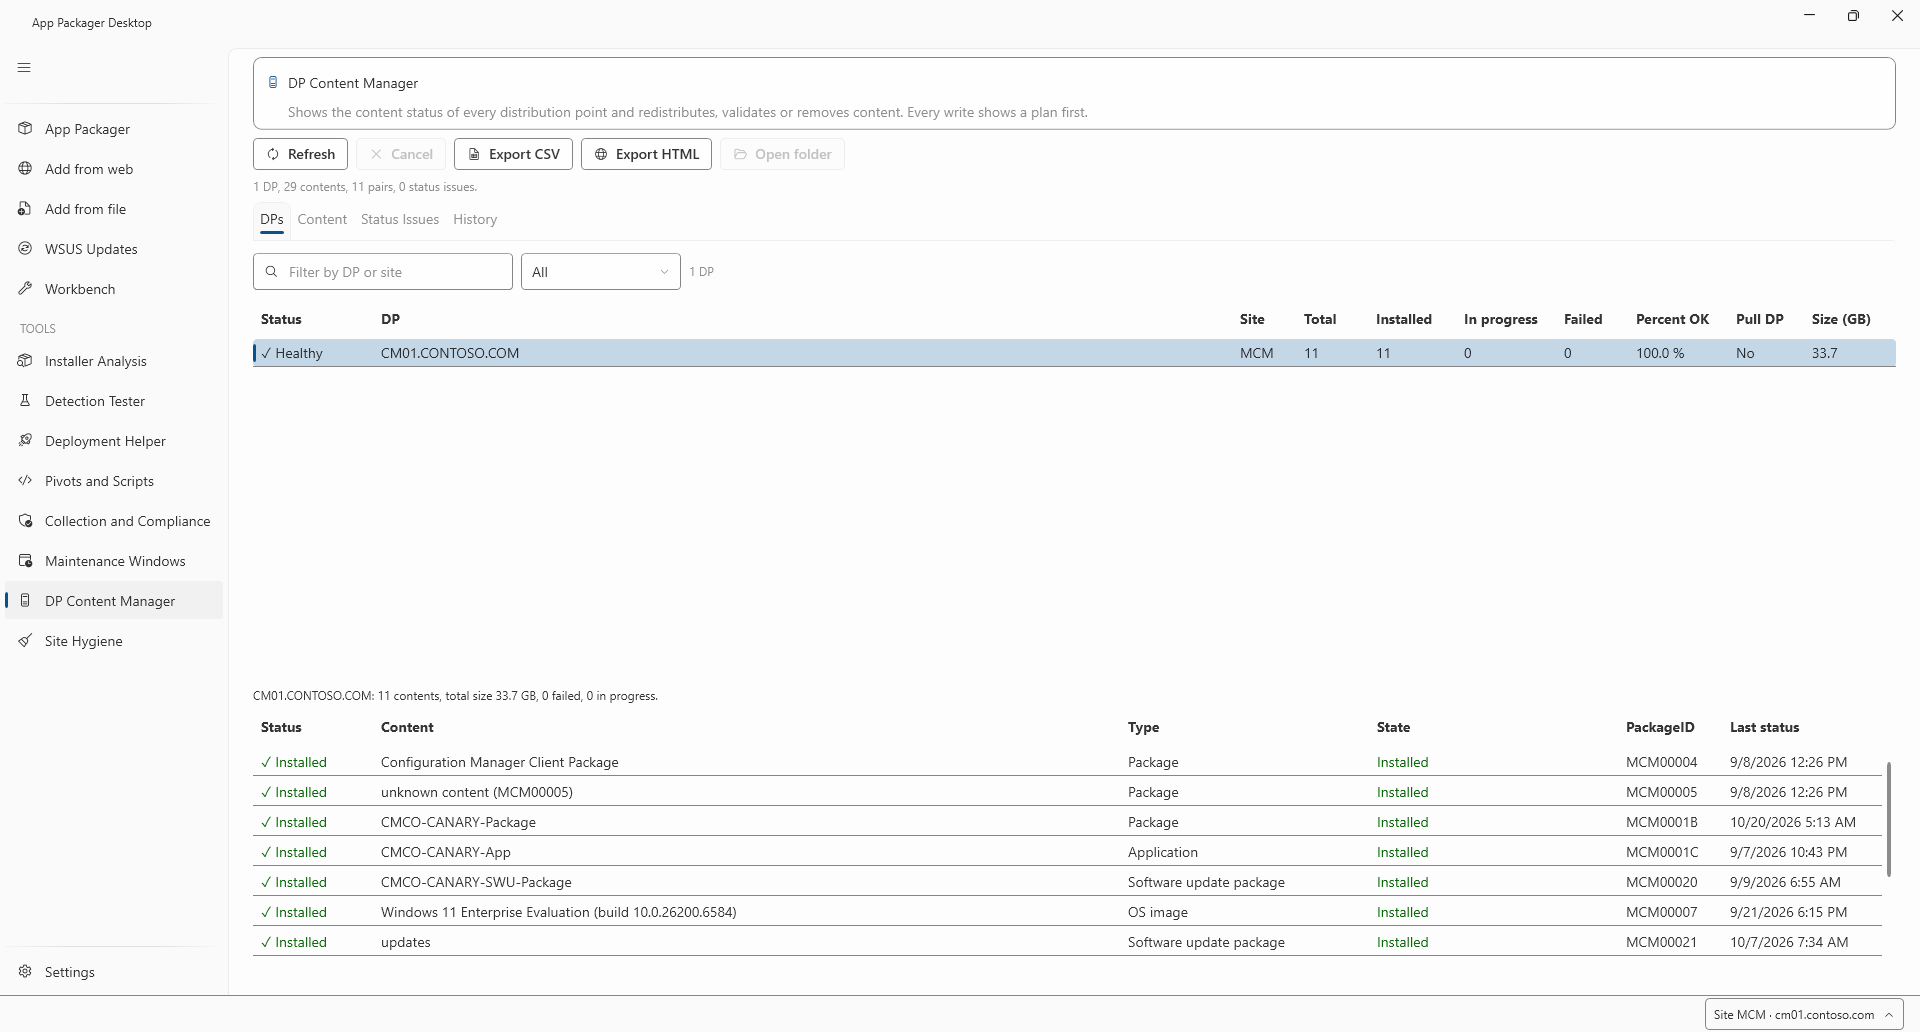 App Packager Desktop
App Packager
Add from web
Add from file
WSUS Updates
Workbench
TOOLS
Installer Analysis
Detection Tester
Deployment Helper
Pivots and Scripts
Collection and Compliance
Maintenance Windows
DP Content Manager
Site Hygiene
Settings
DP Content Manager
Shows the content status of every distribution point and redistributes, validates or removes content. Every write shows a plan first.
Refresh Cancel Export CSV Export HTML Open folder
1 DP, 29 contents, 11 pairs, 0 status issues.
DPs Content Status Issues History
Filter by DP or site All 1 DP
Status DP Site Total Installed In progress Failed Percent OK Pull DP Size (GB)
✓ Healthy CM01.CONTOSO.COM MCM 11 11 0 0 100.0 % No 33.7
CM01.CONTOSO.COM: 11 contents, total size 33.7 GB, 0 failed, 0 in progress.
Status Content Type State PackageID Last status
✓ Installed Configuration Manager Client Package Package Installed MCM00004 9/8/2026 12:26 PM
✓ Installed unknown content (MCM00005) Package Installed MCM00005 9/8/2026 12:26 PM
✓ Installed CMCO-CANARY-Package Package Installed MCM0001B 10/20/2026 5:13 AM
✓ Installed CMCO-CANARY-App Application Installed MCM0001C 9/7/2026 10:43 PM
✓ Installed CMCO-CANARY-SWU-Package Software update package Installed MCM00020 9/9/2026 6:55 AM
✓ Installed Windows 11 Enterprise Evaluation (build 10.0.26200.6584) OS image Installed MCM00007 9/21/2026 6:15 PM
✓ Installed updates Software update package Installed MCM00021 10/7/2026 7:34 AM
Site MCM · cm01.contoso.com